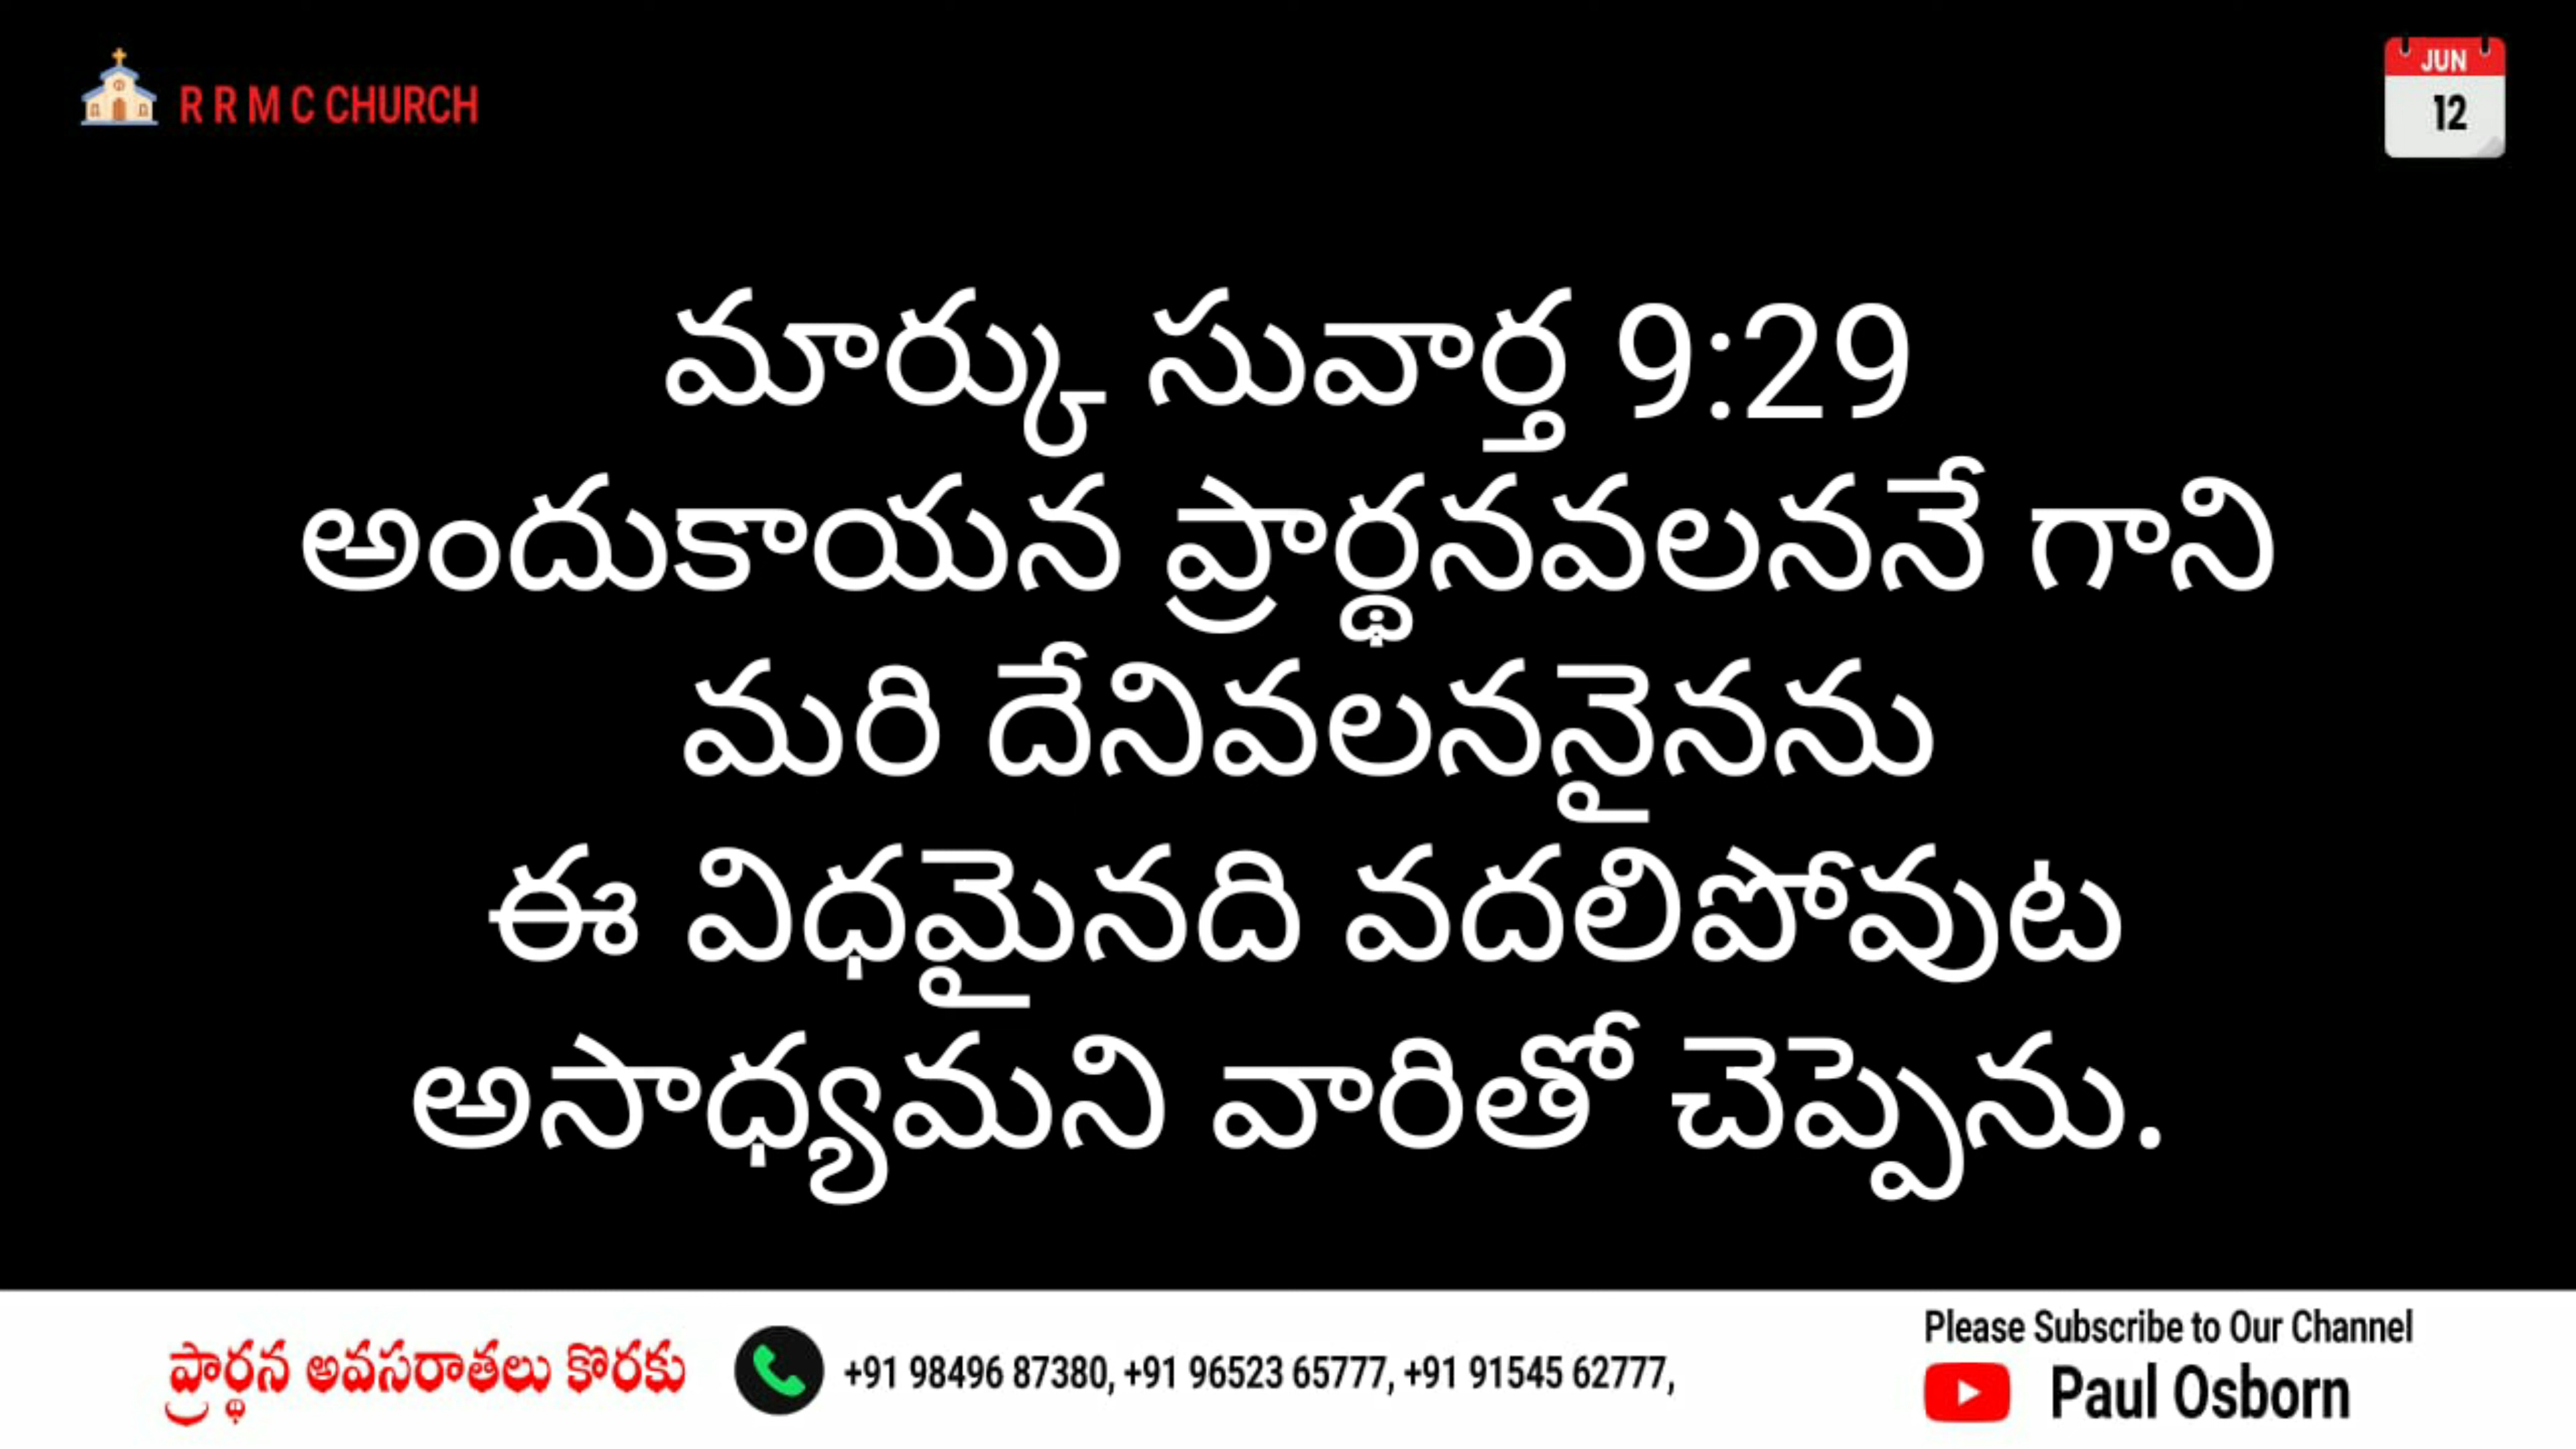 R R M C CHURCH
JUN
12
మార్కు సువార్త 9:29
అందుకాయన ప్రార్థనవలననే గాని
మరి దేనివలననైనను
ఈ విధమైనది వదలిపోవుట
అసాధ్యమని వారితో చెప్పెను.
ప్రార్థన అవసరాతలు కొరకు
+91 98496 87380, +91 96523 65777, +91 91545 62777,
Please Subscribe to Our Channel
Paul Osborn